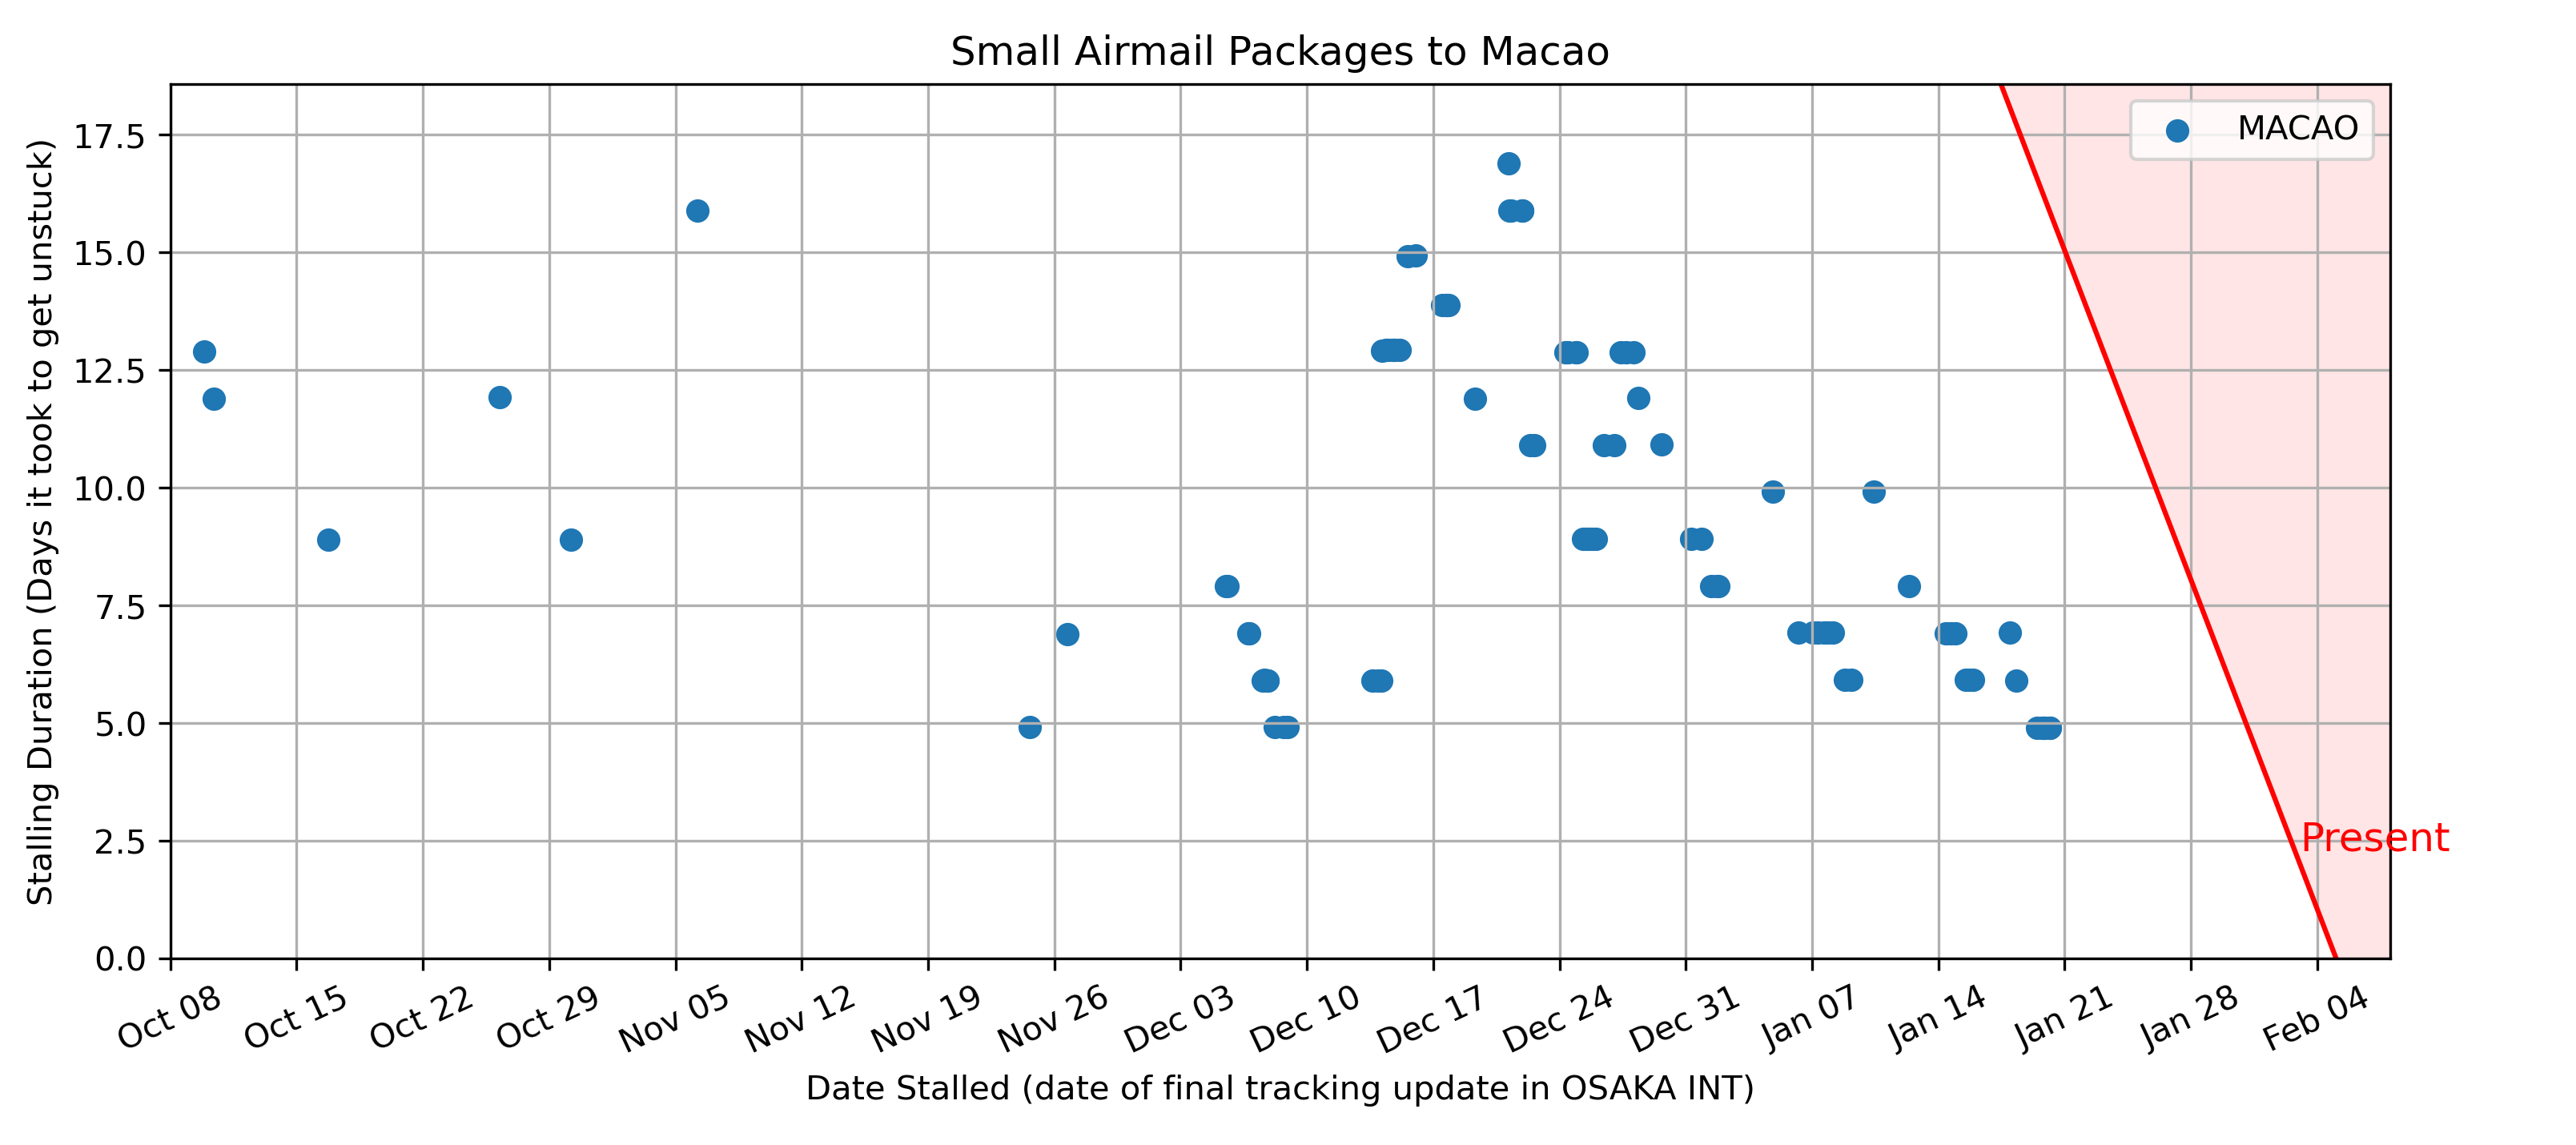 Small Airmail Packages to Macao
Stalling Duration (Days it took to get unstuck)
17.5
15.0
12.5
10.0
7.5
5.0
2.5
0.0
MACAO
Present
Oct 08
Oct 15
Oct 22
Oct 29
Nov 05
Nov 12
Nov 19
Nov 26
Dec 03
Dec 10
Dec 17
Dec 24
Dec 31
Jan 07
Jan 14
Jan 21
Jan 28
Feb 04
Date Stalled (date of final tracking update in OSAKA INT)